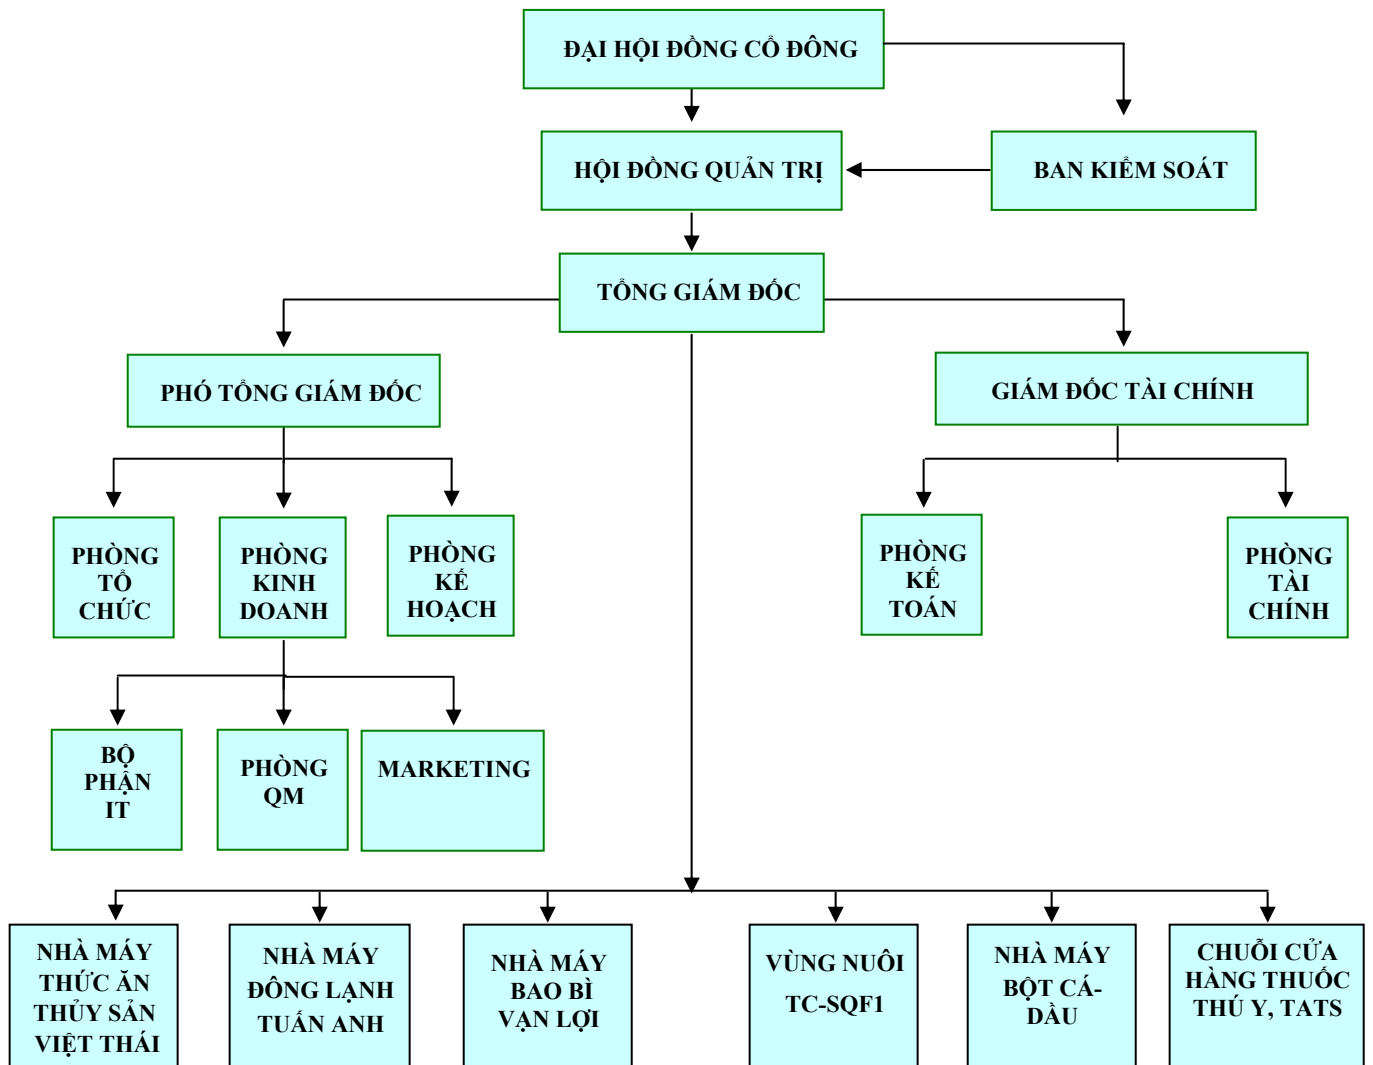 ĐẠI HỘI ĐỒNG CỔ ĐÔNG
HỘI ĐỒNG QUẢN TRỊ
BAN KIỂM SOÁT
TỔNG GIÁM ĐỐC
PHÓ TỔNG GIÁM ĐỐC
GIÁM ĐỐC TÀI CHÍNH
PHÒNG
TỔ
CHỨC
PHÒNG
KINH
DOANH
PHÒNG
KẾ
HOẠCH
PHÒNG
KẾ
TOÁN
PHÒNG
TÀI
CHÍNH
BỘ
PHẬN
IT
PHÒNG
QM
MARKETING
NHÀ MÁY
THỨC ĂN
THỦY SẢN
VIỆT THÁI
NHÀ MÁY
ĐÔNG LẠNH
TUẤN ANH
NHÀ MÁY
BAO BÌ
VẠN LỢI
VÙNG NUÔI
TC-SQF1
NHÀ MÁY
BỘT CÁ-
DẦU
CHUỖI CỬA
HÀNG THUỐC
THÚ Y, TATS